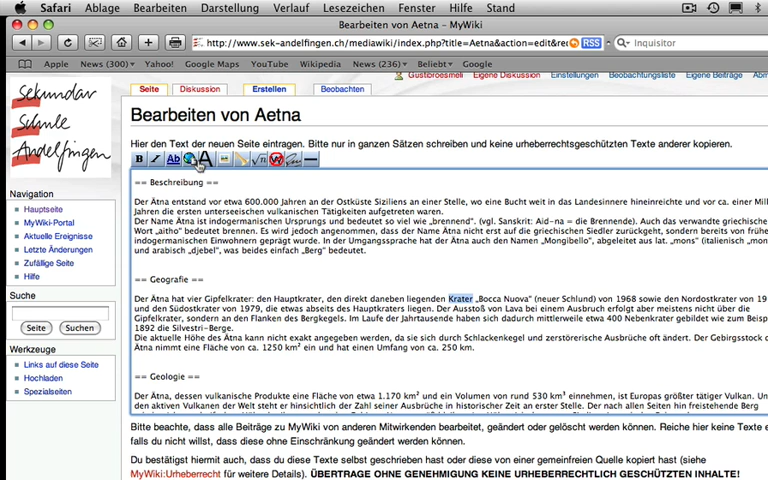 Safari Ablage Bearbeiten Darstellung Verlauf Lesezeichen Fenster Hilfe Stand
Bearbeiten von Aetna – MyWiki
http://www.sek-andelfingen.ch/mediawiki/index.php?title=Aetna&action=edit&re RSS Inquisitor
Apple News (300) Yahoo! Google Maps YouTube Wikipedia News (236) Beliebt Google
Sekundar
Schule
Andelfingen
Gustbroesmeli Eigene Diskussion Einstellungen Beobachtungsliste Eigene Beiträge Abm
Seite Diskussion Erstellen Beobachten
Bearbeiten von Aetna
Hier den Text der neuen Seite eintragen. Bitte nur in ganzen Sätzen schreiben und keine urheberrechtsgeschützten Texte anderer kopieren.
B I Ab A √n W
== Beschreibung ==
Der Ätna entstand vor etwa 600.000 Jahren an der Ostküste Siziliens an einer Stelle, wo eine Bucht weit in das Landesinnere hineinreichte und vor ca. einer Mil
Jahren die ersten unterseeischen vulkanischen Tätigkeiten aufgetreten waren.
Der Name Ätna ist indogermanischen Ursprungs und bedeutet so viel wie „brennend". (vgl. Sanskrit: Aid-na = die Brennende). Auch das verwandte griechische
Wort „aitho" bedeutet brennen. Es wird jedoch angenommen, dass der Name Ätna nicht erst auf die griechischen Siedler zurückgeht, sondern bereits von früher
indogermanischen Einwohnern geprägt wurde. In der Umgangssprache hat der Ätna auch den Namen „Mongibello", abgeleitet aus lat. „mons" (italienisch „mon
und arabisch „djebel", was beides einfach „Berg" bedeutet.
== Geografie ==
Der Ätna hat vier Gipfelkrater: den Hauptkrater, den direkt daneben liegenden Krater „Bocca Nuova" (neuer Schlund) von 1968 sowie den Nordostkrater von 19
und den Südostkrater von 1979, die etwas abseits des Hauptkraters liegen. Der Ausstoß von Lava bei einem Ausbruch erfolgt aber meistens nicht über die
Gipfelkrater, sondern an den Flanken des Bergkegels. Im Laufe der Jahrtausende haben sich dadurch mittlerweile etwa 400 Nebenkrater gebildet wie zum Beisp
1892 die Silvestri-Berge.
Die aktuelle Höhe des Ätna kann nicht exakt angegeben werden, da sie sich durch Schlackenkegel und zerstörerische Ausbrüche oft ändert. Der Gebirgsstock d
Ätna nimmt eine Fläche von ca. 1250 km² ein und hat einen Umfang von ca. 250 km.
== Geologie ==
Der Ätna, dessen vulkanische Produkte eine Fläche von etwa 1.170 km² und ein Volumen von rund 530 km³ einnehmen, ist Europas größter tätiger Vulkan. Un
den aktiven Vulkanen der Welt steht er hinsichtlich der Zahl seiner Ausbrüche in historischer Zeit an erster Stelle. Der nach allen Seiten hin freistehende Berg
Navigation
Hauptseite
MyWiki-Portal
Aktuelle Ereignisse
Letzte Änderungen
Zufällige Seite
Hilfe
Suche
Seite Suchen
Werkzeuge
Links auf diese Seite
Hochladen
Spezialseiten
Bitte beachte, dass alle Beiträge zu MyWiki von anderen Mitwirkenden bearbeitet, geändert oder gelöscht werden können. Reiche hier keine Texte e
falls du nicht willst, dass diese ohne Einschränkung geändert werden können.
Du bestätigst hiermit auch, dass du diese Texte selbst geschrieben hast oder diese von einer gemeinfreien Quelle kopiert hast (siehe
MyWiki:Urheberrecht für weitere Details). ÜBERTRAGE OHNE GENEHMIGUNG KEINE URHEBERRECHTLICH GESCHÜTZTEN INHALTE!